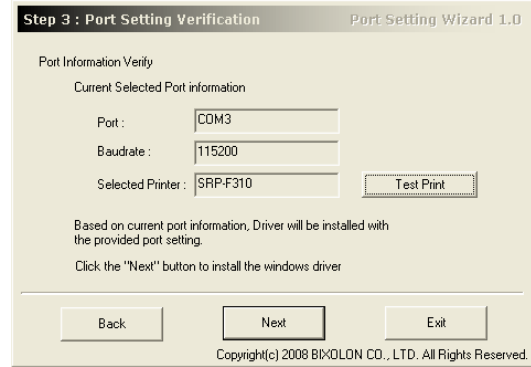 Step 3 : Port Setting Verification Port Setting Wizard 1.0
Port Information Verify
Current Selected Port information
Port : COM3
Baudrate : 115200
Selected Printer : SRP-F310 Test Print
Based on current port information, Driver will be installed with
the provided port setting.
Click the "Next" button to install the windows driver
Back Next Exit
Copyright(c) 2008 BIXOLON CO., LTD. All Rights Reserved.